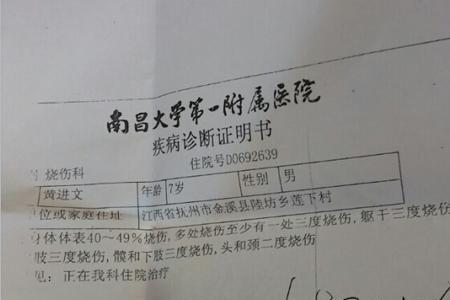 南昌大学第一附属医院
疾病诊断证明书
住院号D0692639
烧伤科
黄进文 年龄 7岁 性别 男
位或家庭住址 江西省抚州市金溪县陆坊乡莲下村
身体体表40～49%烧伤,多处烧伤至少有一处三度烧伤,躯干三度烧伤
肢三度烧伤,髋和下肢三度烧伤,头和颈二度烧伤
见: 正在我科住院治疗